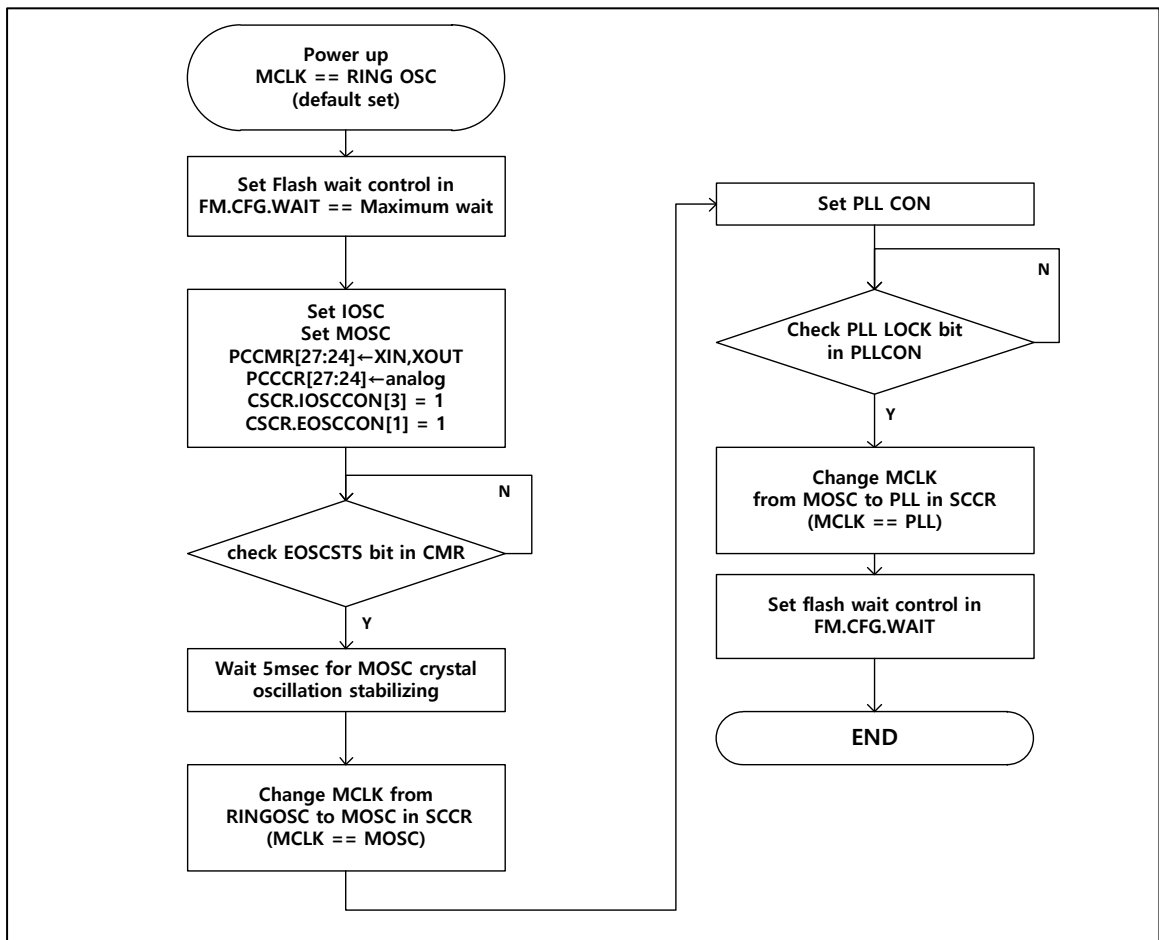 Power up
MCLK == RING OSC
(default set)
Set Flash wait control in
FM.CFG.WAIT == Maximum wait
Set IOSC
Set MOSC
PCCMR[27:24]←XIN,XOUT
PCCCR[27:24]←analog
CSCR.IOSCCON[3] = 1
CSCR.EOSCCON[1] = 1
N
check EOSCSTS bit in CMR
Y
Wait 5msec for MOSC crystal
oscillation stabilizing
Change MCLK from
RINGOSC to MOSC in SCCR
(MCLK == MOSC)
Set PLL CON
N
Check PLL LOCK bit
in PLLCON
Y
Change MCLK
from MOSC to PLL in SCCR
(MCLK == PLL)
Set flash wait control in
FM.CFG.WAIT
END